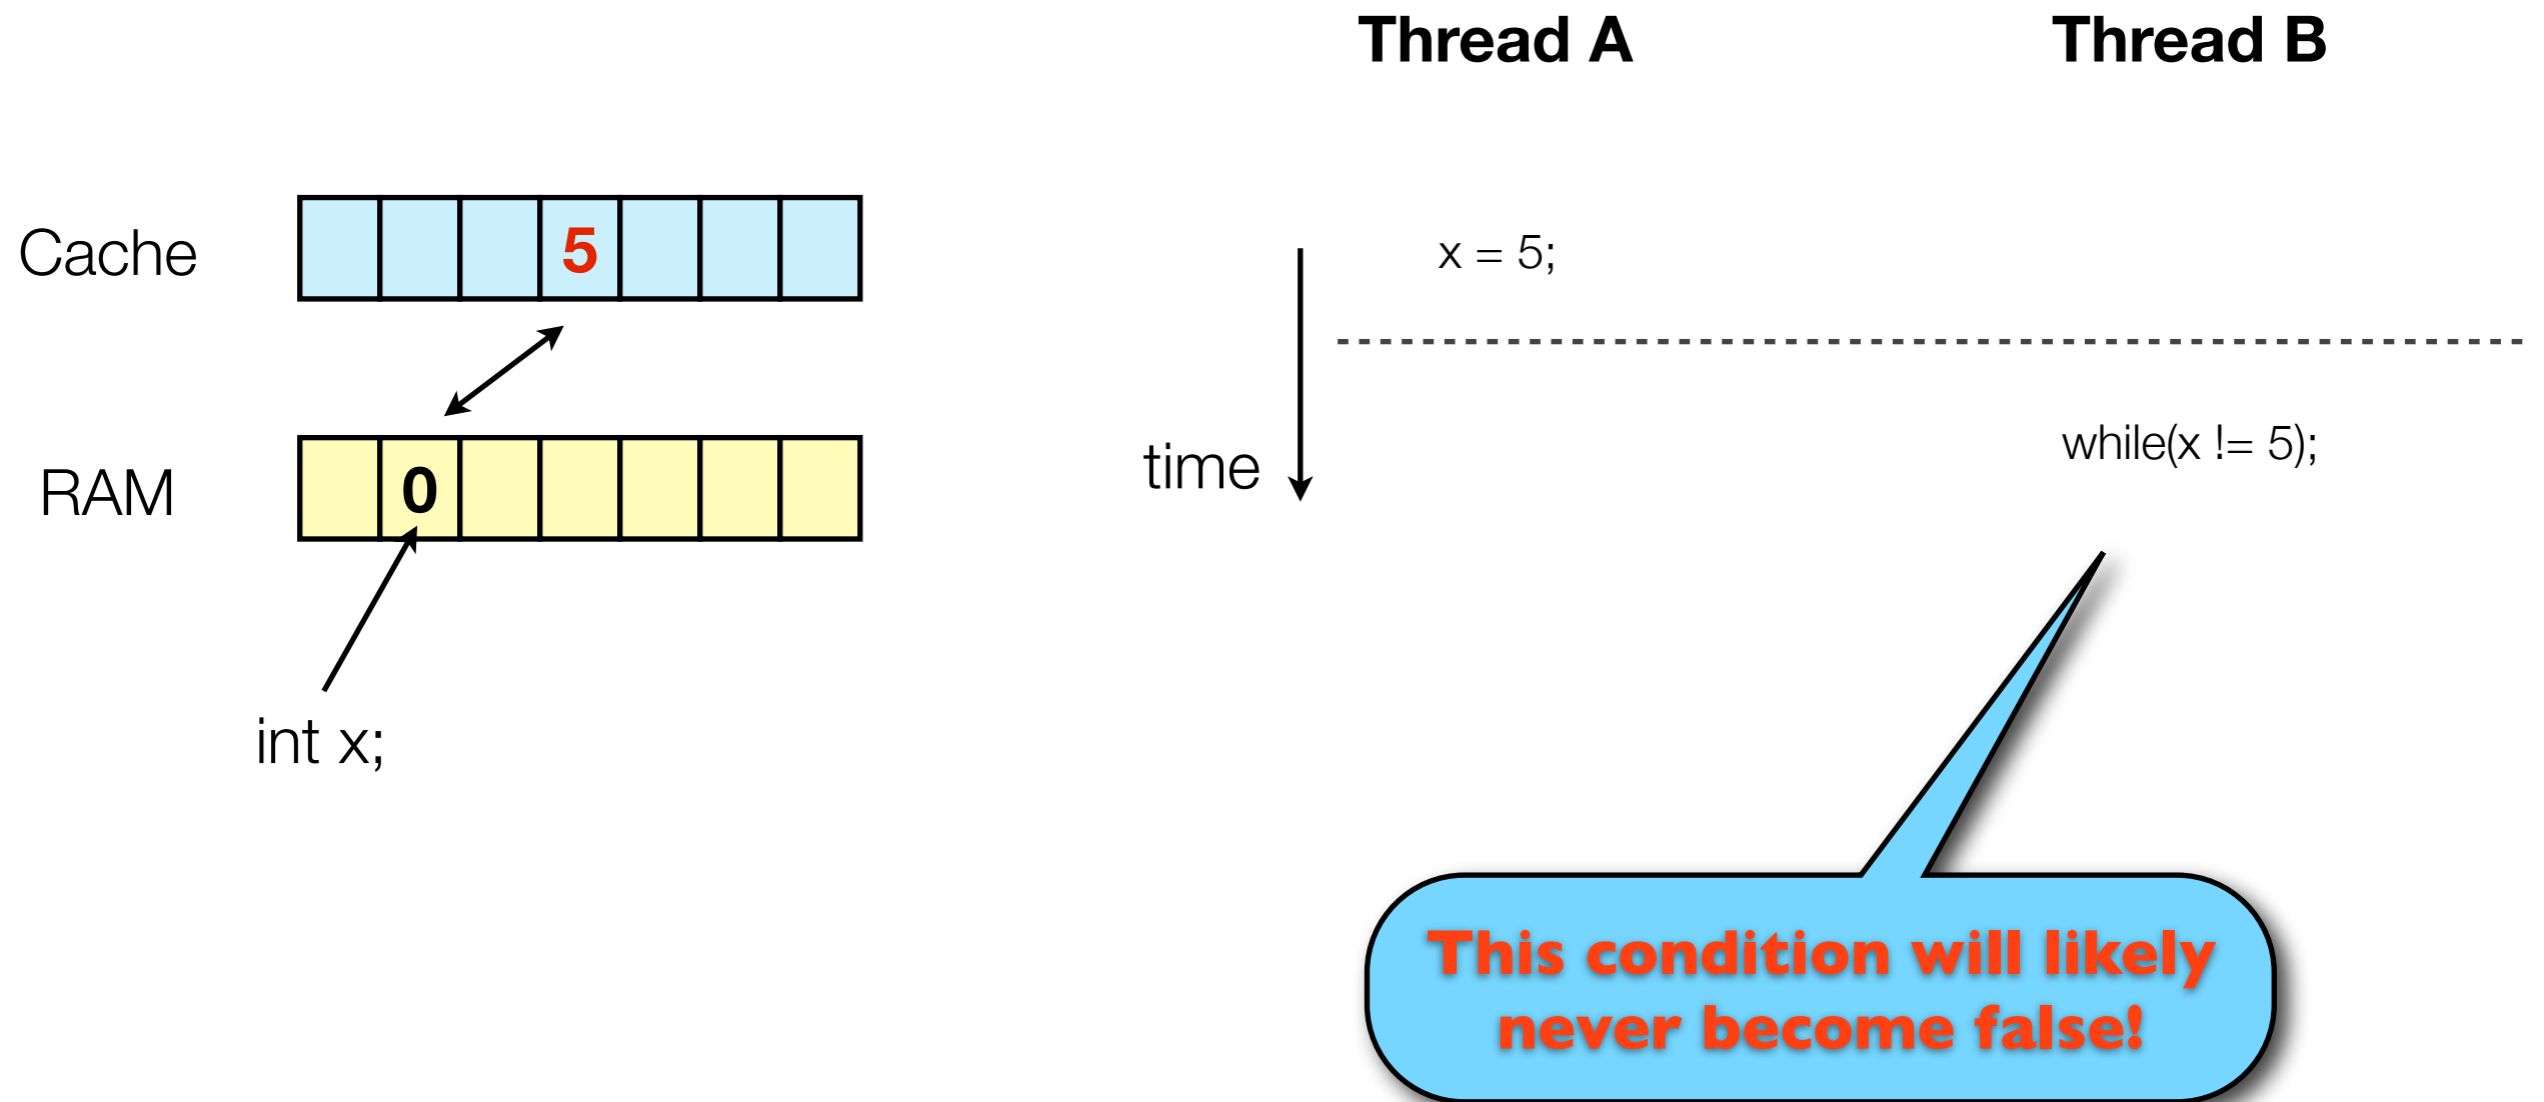 Thread A
Thread B
Cache
5
x = 5;
while(x != 5);
time
RAM
0
int x;
This condition will likely
never become false!